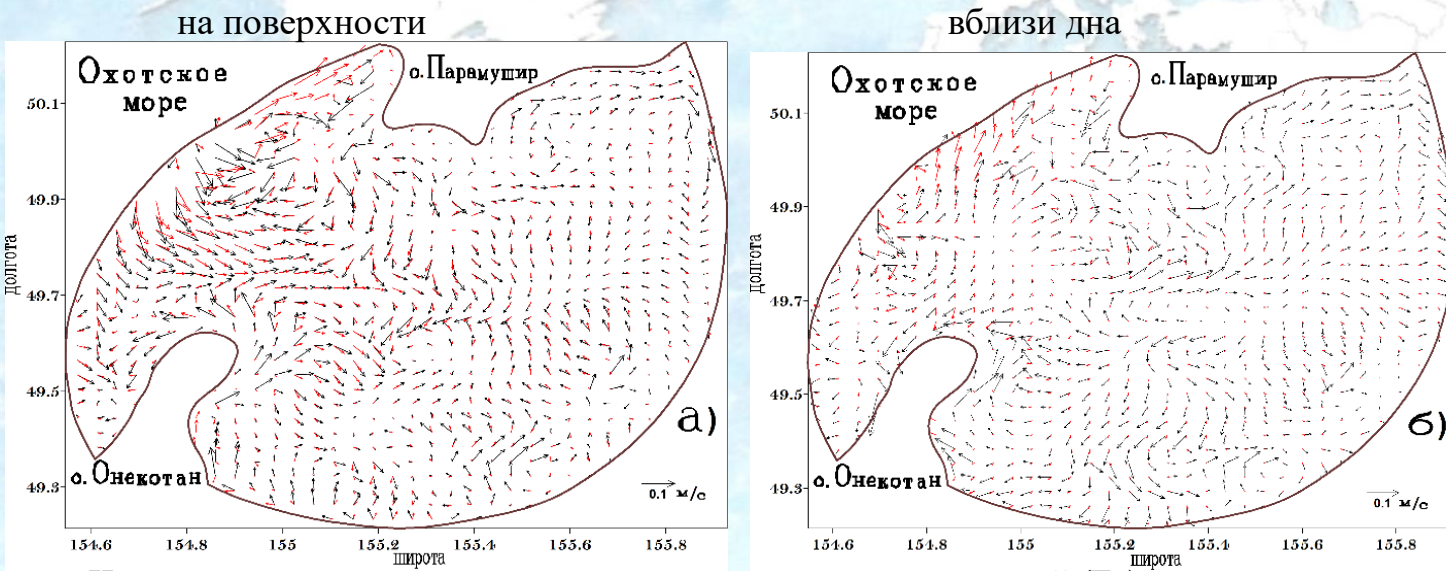 на поверхности
вблизи дна
Охотское
море
о.Парамушир
50.1
49.9
49.7
49.5
49.3
долгота
а)
о. Онекотан
0.1 м/с
154.6 154.8 155 155.2 155.4 155.6 155.8
широта
Охотское
море
о.Парамушир
50.1
49.9
49.7
49.5
49.3
долгота
б)
о. Онекотан
0.1 м/с
154.6 154.8 155 155.2 155.4 155.6 155.8
широта